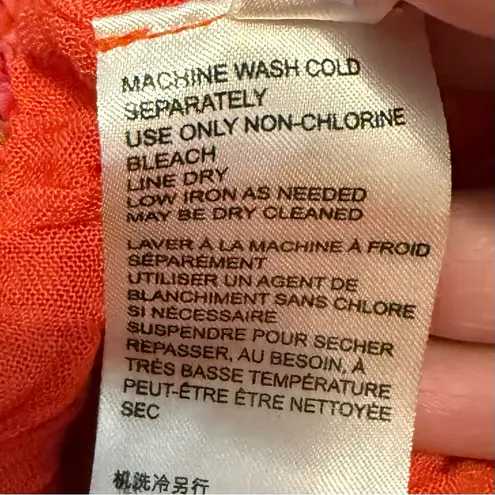 MACHINE WASH COLD
SEPARATELY
USE ONLY NON-CHLORINE
BLEACH
LINE DRY
LOW IRON AS NEEDED
MAY BE DRY CLEANED
LAVER À LA MACHINE À FROID
SÉPARÉMENT
UTILISER UN AGENT DE
BLANCHIMENT SANS CHLORE
SI NÉCESSAIRE
SUSPENDRE POUR SÉCHER
REPASSER, AU BESOIN, À
TRÈS BASSE TEMPÉRATURE
PEUT-ÊTRE ÊTRE NETTOYÉE
SEC
机洗冷另行